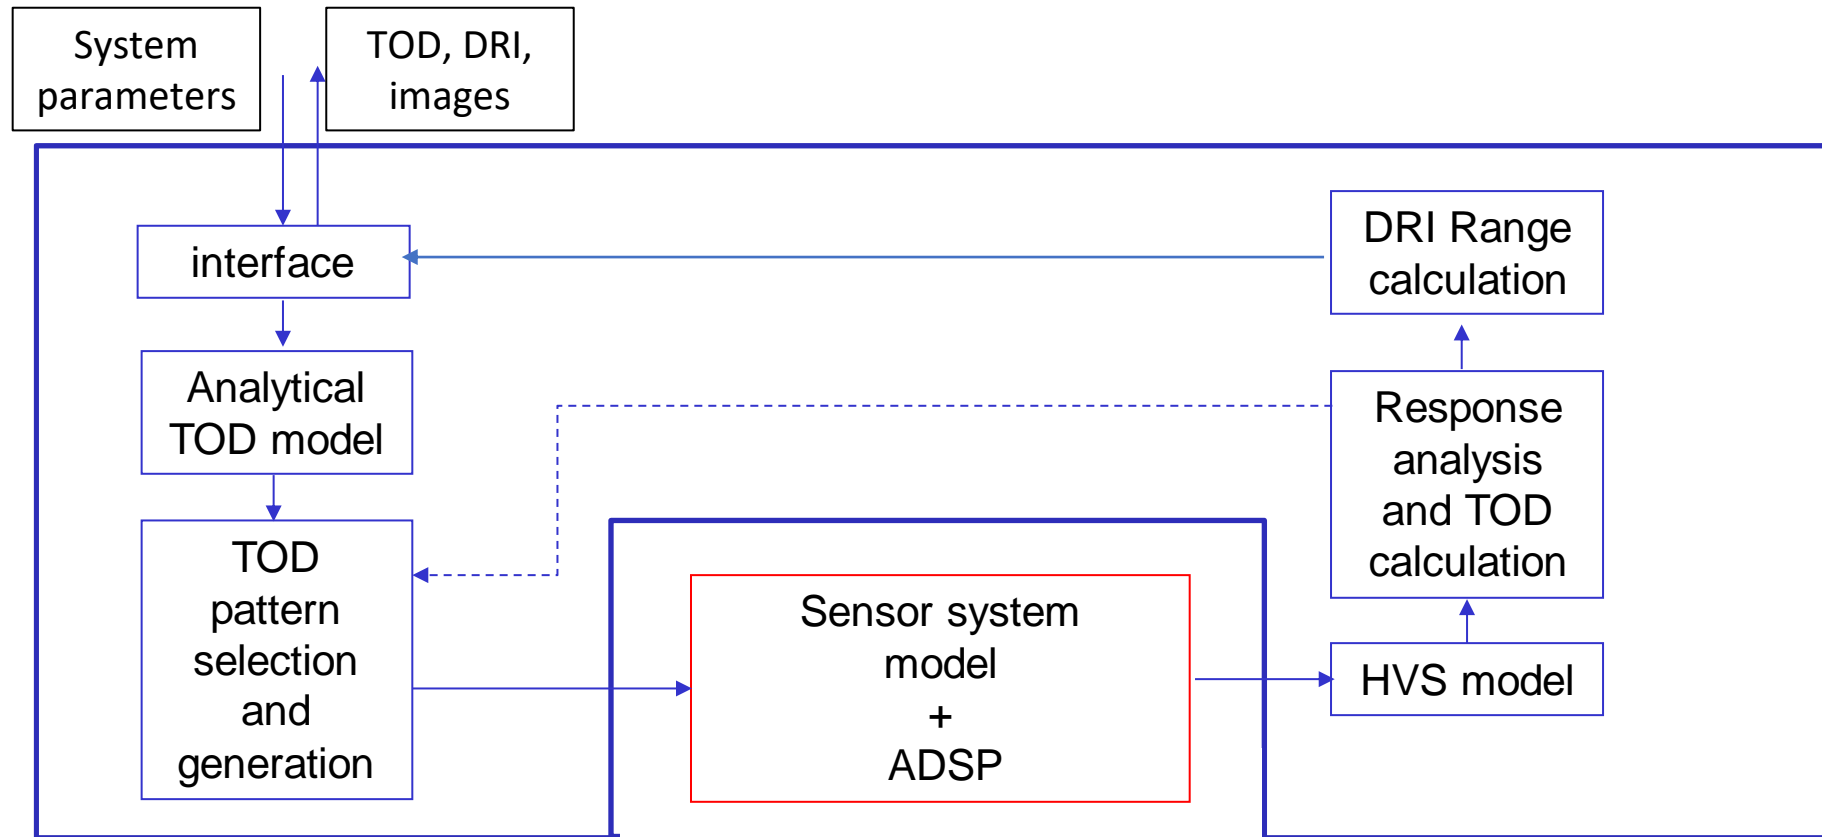 System
parameters
TOD, DRI,
images
interface
DRI Range
calculation
Analytical
TOD model
Response
analysis
and TOD
calculation
TOD
pattern
selection
and
generation
Sensor system
model
+
ADSP
HVS model